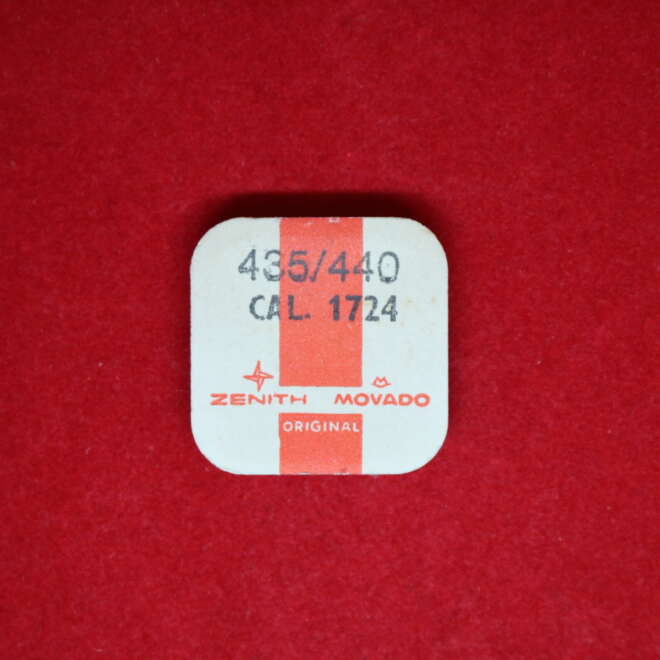 435/440
CAL. 1724
ZENITH MOVADO
ORIGINAL